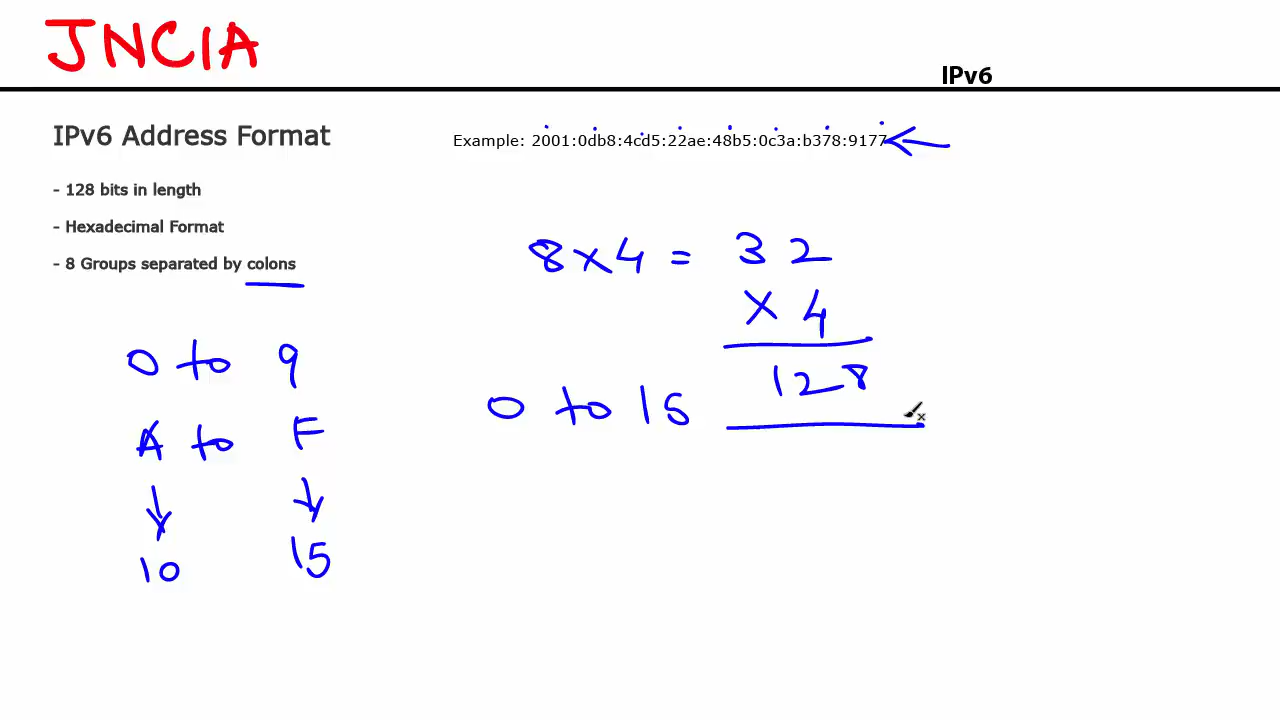 JNCIA
IPv6
IPv6 Address Format
Example: 2001:0db8:4cd5:22ae:48b5:0c3a:b378:9177
- 128 bits in length
- Hexadecimal Format
- 8 Groups separated by colons
8x4 = 32
x 4
128
0 to 9
0 to 15
A to F
10 15